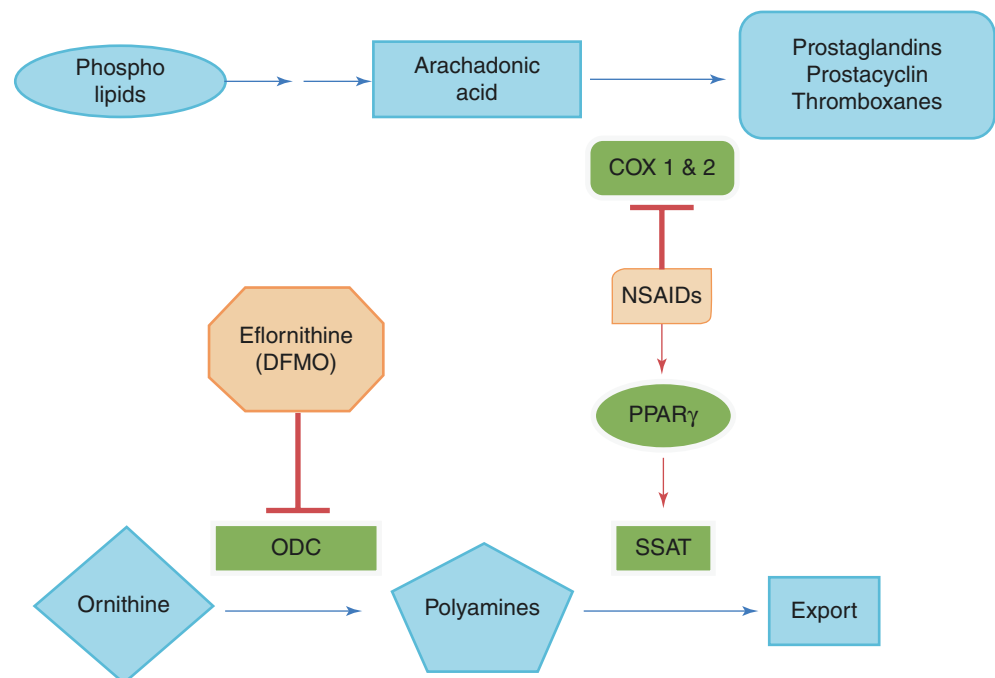 Phospho
lipids
Arachadonic
acid
Prostaglandins
Prostacyclin
Thromboxanes
COX 1 & 2
NSAIDs
Eflornithine
(DFMO)
PPARγ
ODC
SSAT
Ornithine
Polyamines
Export